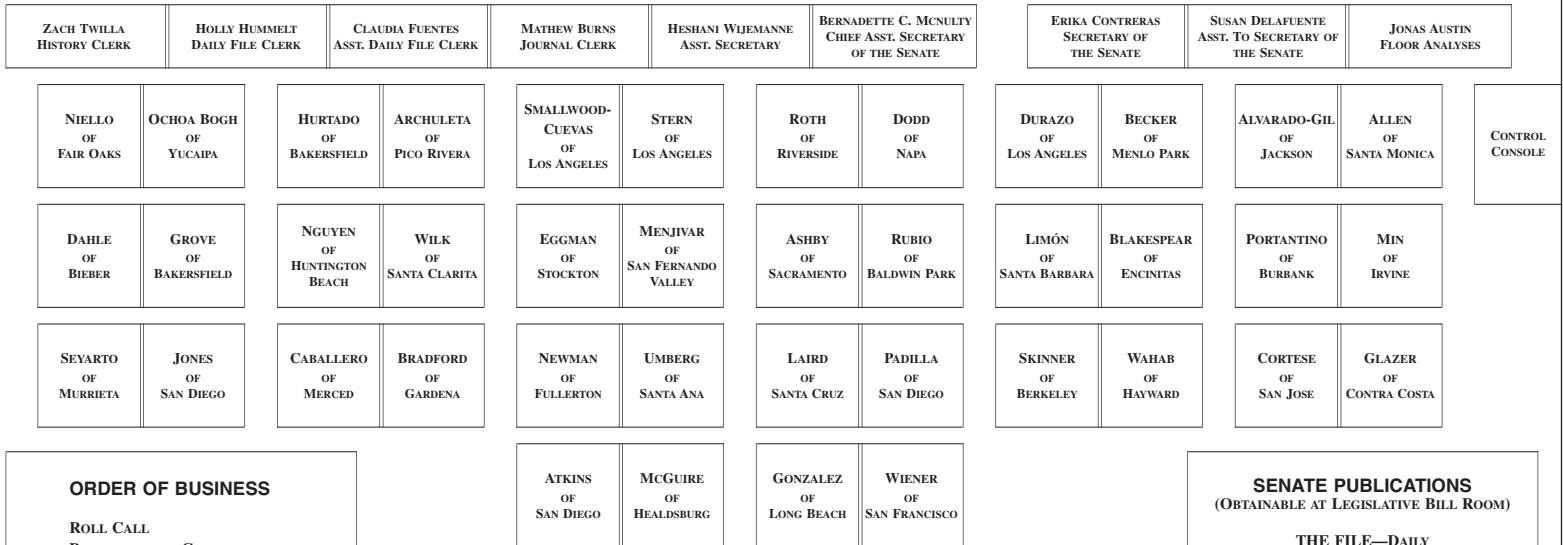 ZACH TWILLA
HISTORY CLERK
HOLLY HUMMELT
DAILY FILE CLERK
CLAUDIA FUENTES
ASST. DAILY FILE CLERK
MATHEW BURNS
JOURNAL CLERK
HESHANI WIJEMANNE
ASST. SECRETARY
BERNADETTE C. MCNULTY
CHIEF ASST. SECRETARY
OF THE SENATE
ERIKA CONTRERAS
SECRETARY OF
THE SENATE
SUSAN DELAFUENTE
ASST. TO SECRETARY OF
THE SENATE
JONAS AUSTIN
FLOOR ANALYSES
NIELLO
OF
FAIR OAKS
OCHOA BOGH
OF
YUCAIPA
HURTADO
OF
BAKERSFIELD
ARCHULETA
OF
PICO RIVERA
SMALLWOOD-
CUEVAS
OF
LOS ANGELES
STERN
OF
LOS ANGELES
ROTH
OF
RIVERSIDE
DODD
OF
NAPA
DURAZO
OF
LOS ANGELES
BECKER
OF
MENLO PARK
ALVARADO-GIL
OF
JACKSON
ALLEN
OF
SANTA MONICA
CONTROL
CONSOLE
DAHLE
OF
BIEBER
GROVE
OF
BAKERSFIELD
NGUYEN
OF
HUNTINGTON
BEACH
WILK
OF
SANTA CLARITA
EGGMAN
OF
STOCKTON
MENJIVAR
OF
SAN FERNANDO
VALLEY
ASHBY
OF
SACRAMENTO
RUBIO
OF
BALDWIN PARK
LIMÓN
OF
SANTA BARBARA
BLAKESPEAR
OF
ENCINITAS
PORTANTINO
OF
BURBANK
MIN
OF
IRVINE
SEYARTO
OF
MURRIETA
JONES
OF
SAN DIEGO
CABALLERO
OF
MERCED
BRADFORD
OF
GARDENA
NEWMAN
OF
FULLERTON
UMBERG
OF
SANTA ANA
LAIRD
OF
SANTA CRUZ
PADILLA
OF
SAN DIEGO
SKINNER
OF
BERKELEY
WAHAB
OF
HAYWARD
CORTESE
OF
SAN JOSE
GLAZER
OF
CONTRA COSTA
ATKINS
OF
SAN DIEGO
MCGUIRE
OF
HEALDSBURG
GONZALEZ
OF
LONG BEACH
WIENER
OF
SAN FRANCISCO
ORDER OF BUSINESS
ROLL CALL
SENATE PUBLICATIONS
(OBTAINABLE AT LEGISLATIVE BILL ROOM)
THE FILE—DAILY